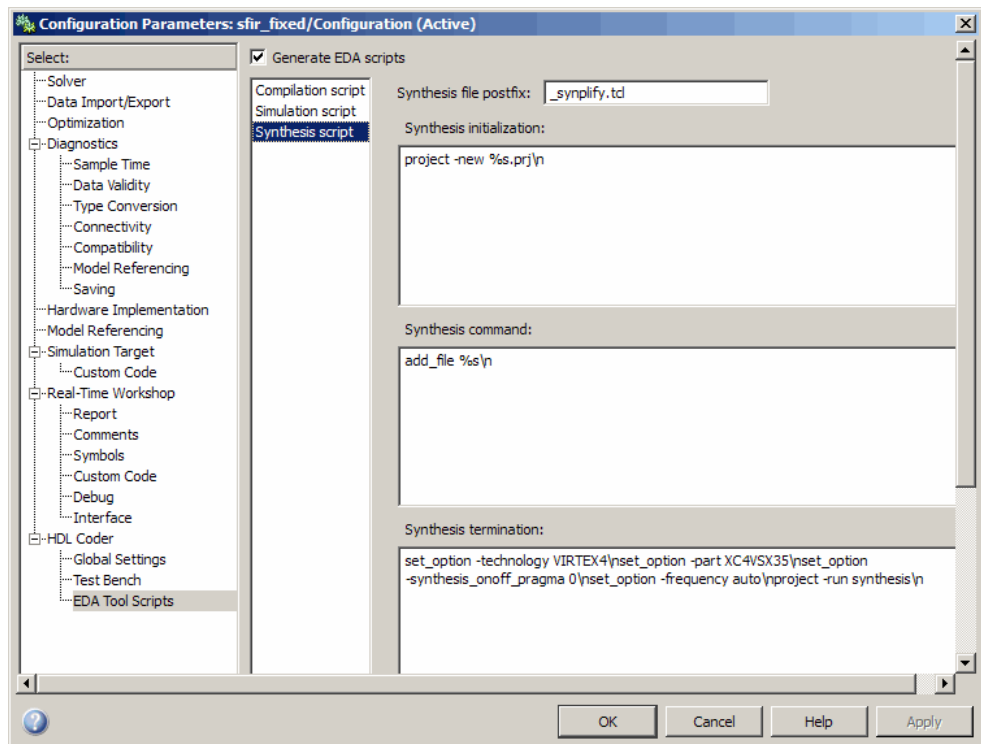 Configuration Parameters: sfir_fixed/Configuration (Active)
Select:
Solver
Data Import/Export
Optimization
Diagnostics
Sample Time
Data Validity
Type Conversion
Connectivity
Compatibility
Model Referencing
Saving
Hardware Implementation
Model Referencing
Simulation Target
Custom Code
Real-Time Workshop
Report
Comments
Symbols
Custom Code
Debug
Interface
HDL Coder
Global Settings
Test Bench
EDA Tool Scripts
Generate EDA scripts
Compilation script
Simulation script
Synthesis script
Synthesis file postfix: _synplify.tcl
Synthesis initialization:
project -new %s.prj\n
Synthesis command:
add_file %s\n
Synthesis termination:
set_option -technology VIRTEX4\nset_option -part XC4VSX35\nset_option
-synthesis_onoff_pragma 0\nset_option -frequency auto\nproject -run synthesis\n
OK Cancel Help Apply